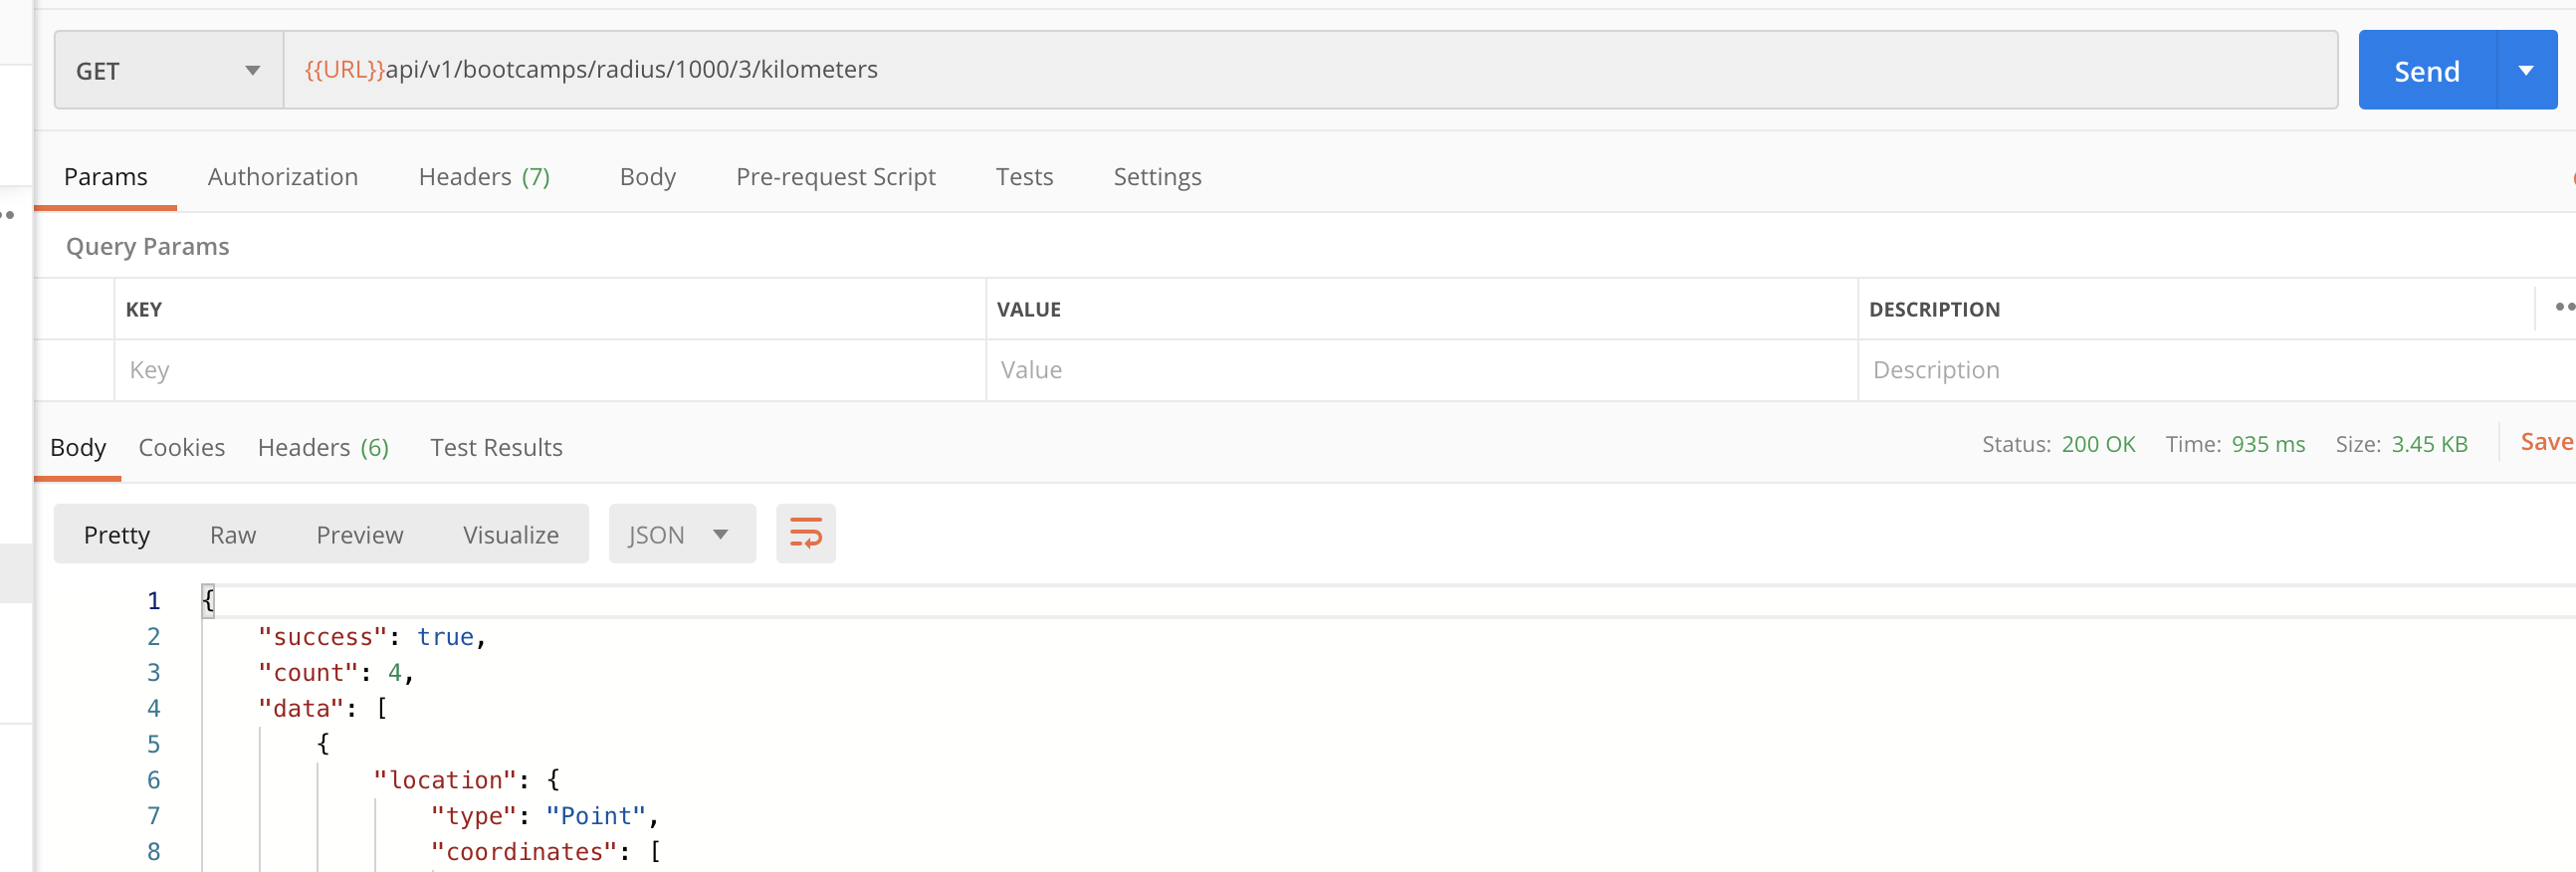 GET {{URL}}api/v1/bootcamps/radius/1000/3/kilometers Send
Params Authorization Headers (7) Body Pre-request Script Tests Settings
Query Params
KEY VALUE DESCRIPTION
Key Value Description
Body Cookies Headers (6) Test Results Status: 200 OK Time: 935 ms Size: 3.45 KB Save
Pretty Raw Preview Visualize JSON
1 {
2 "success": true,
3 "count": 4,
4 "data": [
5 {
6 "location": {
7 "type": "Point",
8 "coordinates": [